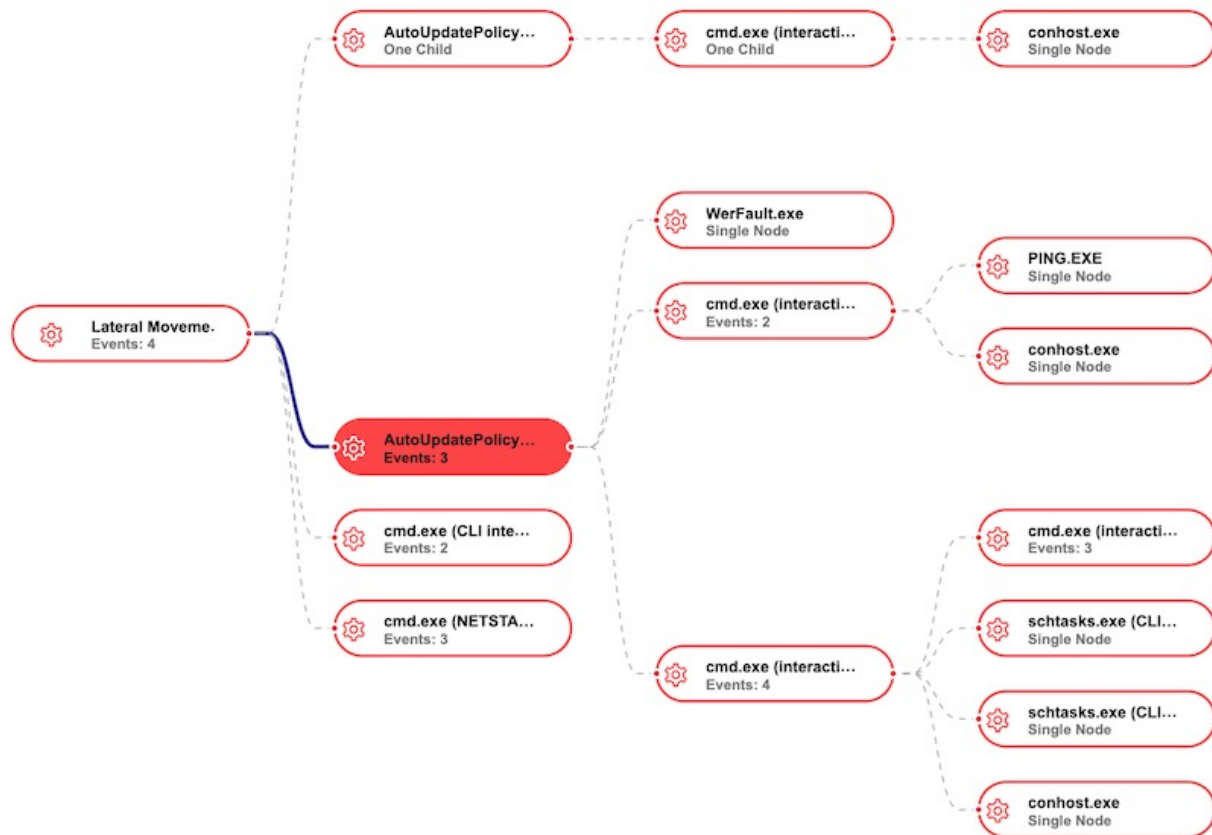 AutoUpdatePolicy...
One Child
cmd.exe (interacti...
One Child
conhost.exe
Single Node
WerFault.exe
Single Node
PING.EXE
Single Node
cmd.exe (interacti...
Events: 2
Lateral Moveme.
Events: 4
conhost.exe
Single Node
AutoUpdatePolicy...
Events: 3
cmd.exe (CLI inte...
Events: 2
cmd.exe (interacti...
Events: 3
cmd.exe (NETSTA...
Events: 3
schtasks.exe (CLI...
Single Node
cmd.exe (interacti...
Events: 4
schtasks.exe (CLI...
Single Node
conhost.exe
Single Node